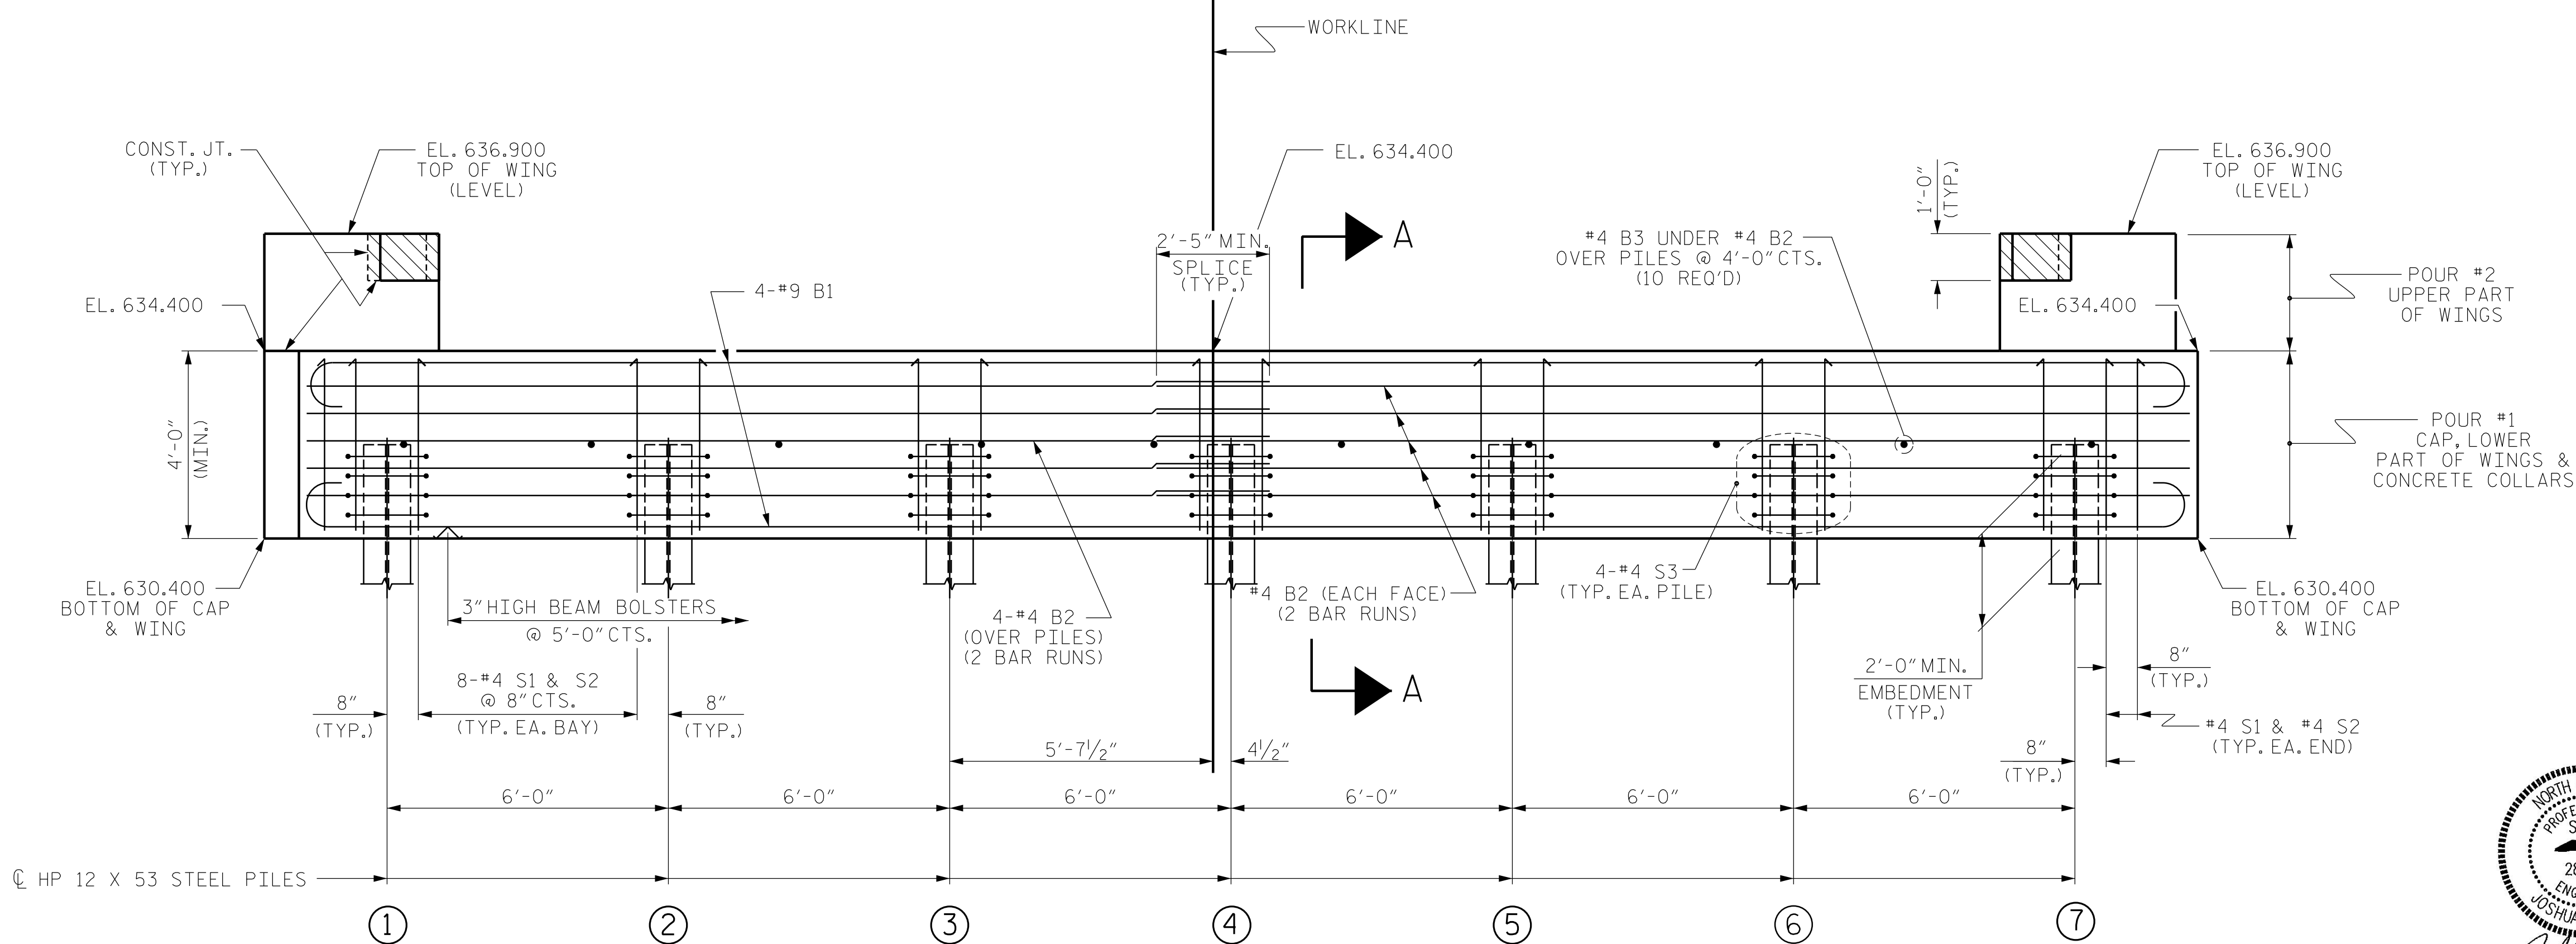 WORKLINE
CONST. JT.
(TYP.)
EL. 636.900
TOP OF WING
(LEVEL)
EL. 634.400
EL. 636.900
TOP OF WING
(LEVEL)
1'-0"
(TYP.)
2'-5" MIN.
SPLICE
(TYP.)
A
#4 B3 UNDER #4 B2
OVER PILES @ 4'-0" CTS.
(10 REQ'D)
4-#9 B1
EL. 634.400
EL. 634.400
POUR #2
UPPER PART
OF WINGS
4'-0"
(MIN.)
POUR #1
CAP, LOWER
PART OF WINGS &
CONCRETE COLLARS
EL. 630.400
BOTTOM OF CAP
& WING
3" HIGH BEAM BOLSTERS
@ 5'-0" CTS.
4-#4 B2
(OVER PILES)
(2 BAR RUNS)
#4 B2 (EACH FACE)
(2 BAR RUNS)
4-#4 S3
(TYP. EA. PILE)
EL. 630.400
BOTTOM OF CAP
& WING
8"
(TYP.)
8-#4 S1 & S2
@ 8" CTS.
(TYP. EA. BAY)
8"
(TYP.)
A
2'-0" MIN.
EMBEDMENT
(TYP.)
8"
(TYP.)
#4 S1 & #4 S2
(TYP. EA. END)
8"
(TYP.)
5'-7 1/2"
4 1/2"
6'-0"
6'-0"
6'-0"
6'-0"
6'-0"
6'-0"
℄ HP 12 X 53 STEEL PILES
1
2
3
4
5
6
7
NORTH